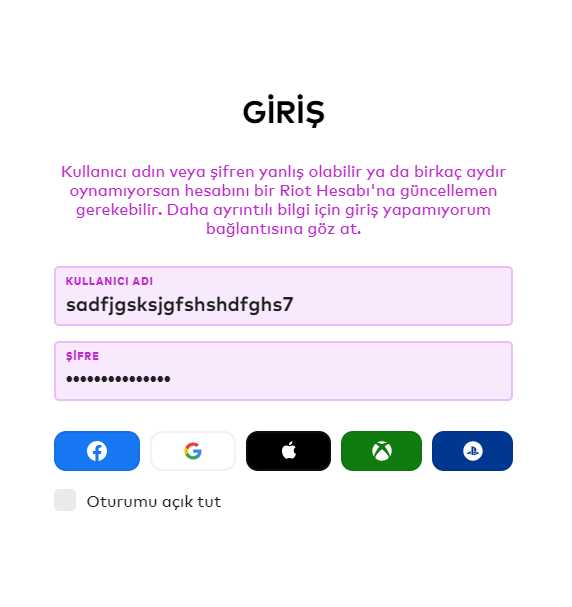 GİRİŞ
Kullanıcı adın veya şifren yanlış olabilir ya da birkaç aydır
oynamıyorsan hesabını bir Riot Hesabı'na güncellemen
gerekebilir. Daha ayrıntılı bilgi için giriş yapamıyorum
bağlantısına göz at.
KULLANICI ADI
sadfjgsksjgfshshdfghs7
ŞİFRE
•••••••••••••••
Oturumu açık tut